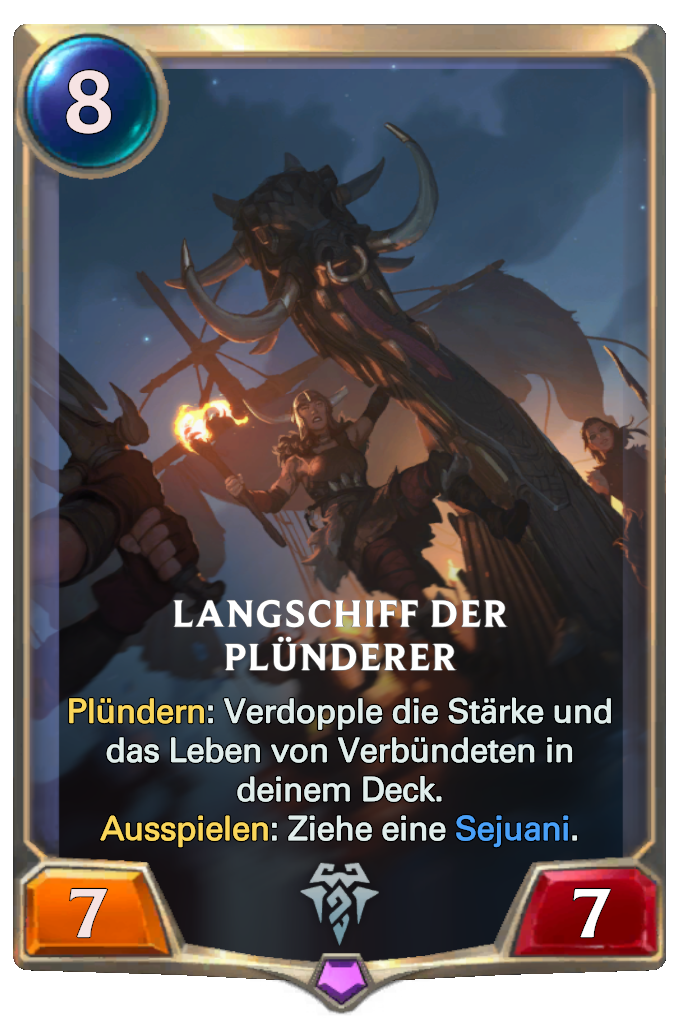 8
LANGSCHIFF DER
PLÜNDERER
Plündern: Verdopple die Stärke und
das Leben von Verbündeten in
deinem Deck.
Ausspielen: Ziehe eine Sejuani.
7
7